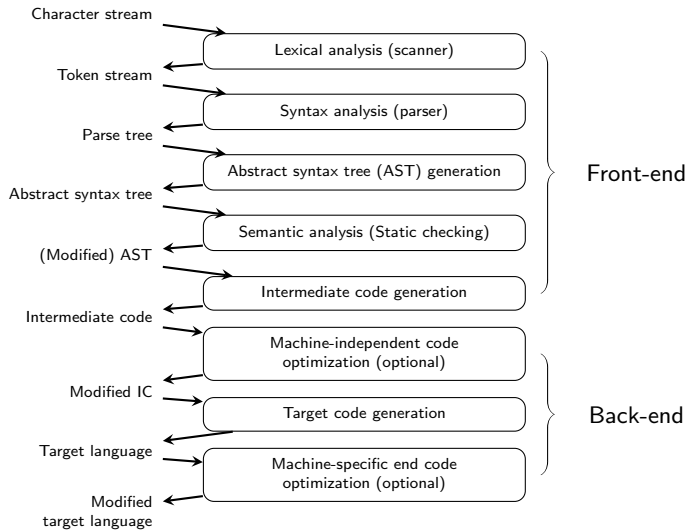 Character stream
Lexical analysis (scanner)
Token stream
Syntax analysis (parser)
Parse tree
Abstract syntax tree (AST) generation
Front-end
Abstract syntax tree
Semantic analysis (Static checking)
(Modified) AST
Intermediate code generation
Intermediate code
Machine-independent code
optimization (optional)
Modified IC
Target code generation
Back-end
Target language
Machine-specific end code
optimization (optional)
Modified
target language